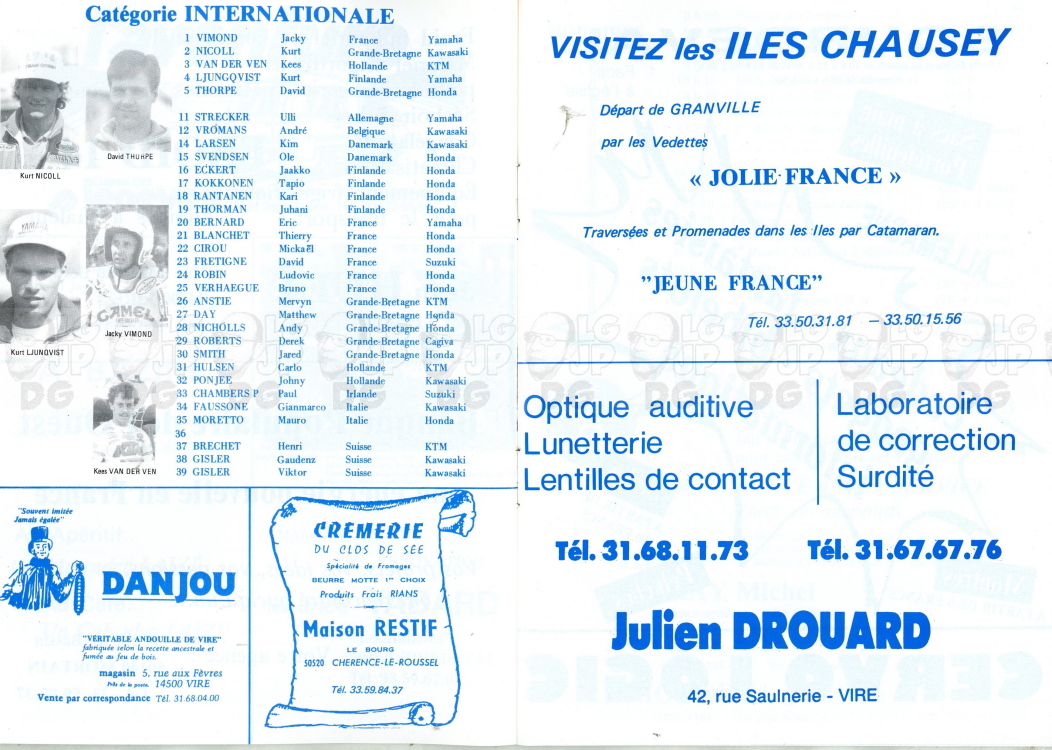 Catégorie INTERNATIONALE
1 VIMOND Jacky France Yamaha
2 NICOLL Kurt Grande-Bretagne Kawasaki
3 VAN DER VEN Kees Hollande KTM
4 LJUNGQVIST Kurt Finlande Yamaha
5 THORPE David Grande-Bretagne Honda
11 STRECKER Ulli Allemagne Yamaha
12 VROMANS André Belgique Kawasaki
14 LARSEN Kim Danemark Kawasaki
15 SVENDSEN Ole Danemark Honda
16 ECKERT Jaakko Finlande Honda
17 KOKKONEN Tapio Finlande Honda
18 RANTANEN Kari Finlande Honda
19 THORMAN Juhani Finlande Honda
20 BERNARD Eric France Yamaha
21 BLANCHET Thierry France Honda
22 CIROU Mickaël France Honda
23 FRETIGNE David France Suzuki
24 ROBIN Ludovic France Honda
25 VERHAEGUE Bruno France Honda
26 ANSTIE Mervyn Grande-Bretagne KTM
27 DAY Matthew Grande-Bretagne Honda
28 NICHOLLS Andy Grande-Bretagne Honda
29 ROBERTS Derek Grande-Bretagne Cagiva
30 SMITH Jared Grande-Bretagne Honda
31 HULSEN Carlo Hollande KTM
32 PONJEE Johny Hollande Kawasaki
33 CHAMBERS P Paul Irlande Suzuki
34 FAUSSONE Gianmarco Italie Kawasaki
35 MORETTO Mauro Italie Honda
36
37 BRECHET Henri Suisse KTM
38 GISLER Gaudenz Suisse Kawasaki
39 GISLER Viktor Suisse Kawasaki
Kurt NICOLL
David THORPE
YAMAHA
Kurt LJUNQVIST
CAMEL
Jacky VIMOND
Kees VAN DER VEN
"Souvent imitée
Jamais égalée"
DANJOU
"VÉRITABLE ANDOUILLE DE VIRE"
fabriquée selon la recette ancestrale et
fumée au feu de bois.
magasin 5, rue aux Fèvres
Près de la poste. 14500 VIRE
Vente par correspondance Tél. 31.68.04.00
CRÈMERIE
DU CLOS DE SÉE
Spécialité de Fromages
BEURRE MOTTE 1ER CHOIX
Produits Frais RIANS
Maison RESTIF
LE BOURG
50520 CHERENCE-LE-ROUSSEL
Tél. 33.59.84.37
VISITEZ les ILES CHAUSEY
Départ de GRANVILLE
par les Vedettes
« JOLIE FRANCE »
Traversées et Promenades dans les Iles par Catamaran.
"JEUNE FRANCE"
Tél. 33.50.31.81 – 33.50.15.56
LG JP DG
Optique auditive
Lunetterie
Lentilles de contact
Laboratoire
de correction
Surdité
Tél. 31.68.11.73
Tél. 31.67.67.76
Julien DROUARD
42, rue Saulnerie - VIRE